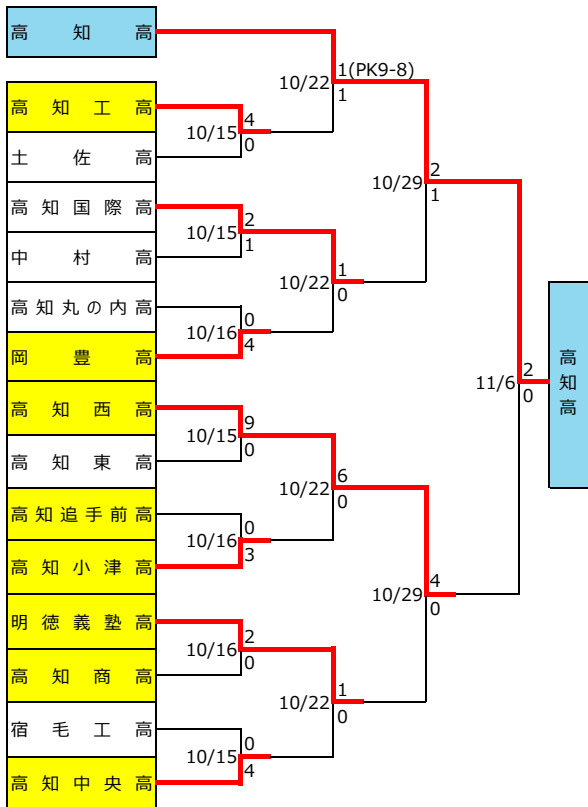 高知高
1(PK9-8)
10/22
1
高知工高
4
10/15
0
土佐高
2
10/29
1
高知国際高
2
10/15
1
中村高
1
10/22
0
高知丸の内高
0
10/16
4
岡豊高
高知高
2
11/6
0
高知西高
9
10/15
0
高知東高
6
10/22
0
高知追手前高
0
10/16
3
高知小津高
4
10/29
0
明徳義塾高
2
10/16
0
高知商高
1
10/22
0
宿毛工高
0
10/15
4
高知中央高